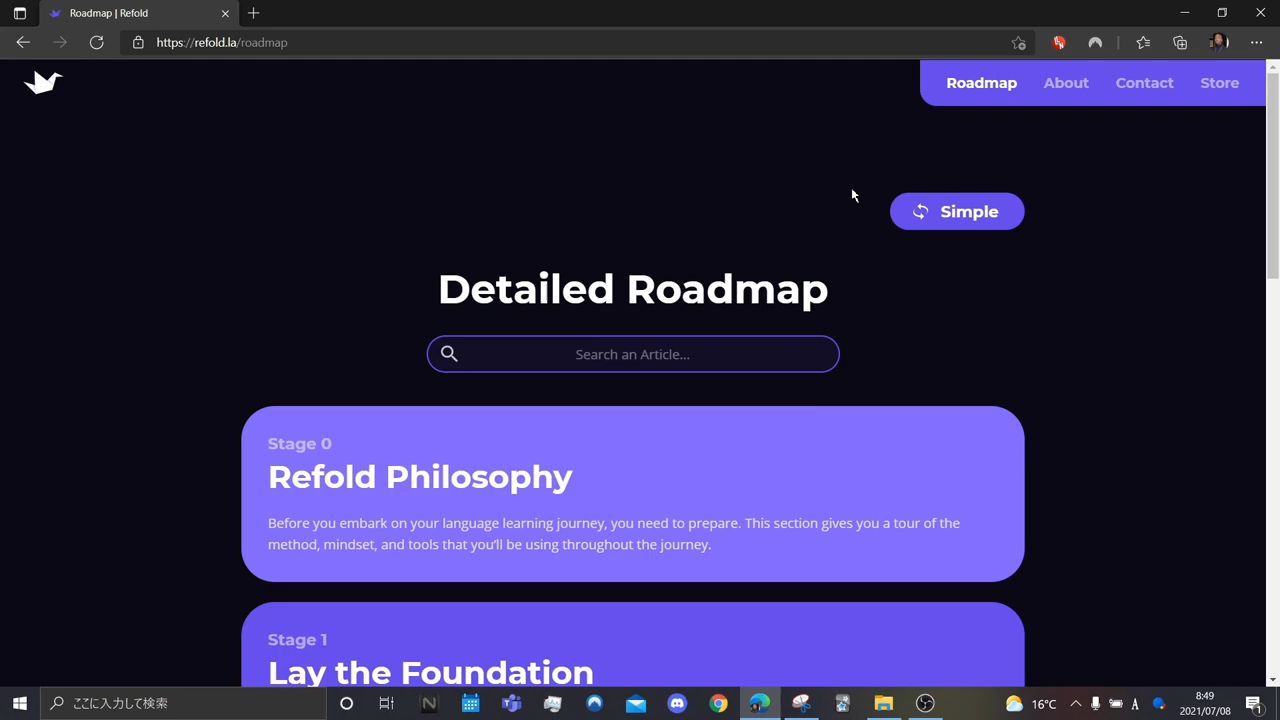 Roadmap | Refold
https://refold.la/roadmap
Roadmap About Contact Store
Simple
Detailed Roadmap
Search an Article...
Stage 0
Refold Philosophy
Before you embark on your language learning journey, you need to prepare. This section gives you a tour of the
method, mindset, and tools that you'll be using throughout the journey.
Stage 1
Lay the Foundation
ここに入力して検索
16°C
A
8:49
2021/07/08